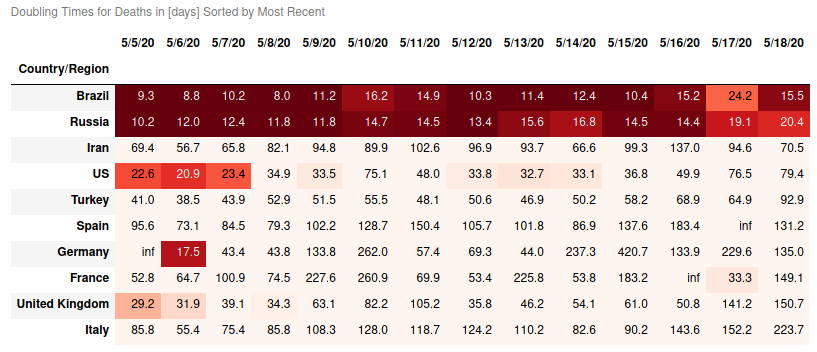 Doubling Times for Deaths in [days] Sorted by Most Recent
5/5/20 5/6/20 5/7/20 5/8/20 5/9/20 5/10/20 5/11/20 5/12/20 5/13/20 5/14/20 5/15/20 5/16/20 5/17/20 5/18/20
Country/Region
Brazil 9.3 8.8 10.2 8.0 11.2 16.2 14.9 10.3 11.4 12.4 10.4 15.2 24.2 15.5
Russia 10.2 12.0 12.4 11.8 11.8 14.7 14.5 13.4 15.6 16.8 14.5 14.4 19.1 20.4
Iran 69.4 56.7 65.8 82.1 94.8 89.9 102.6 96.9 93.7 66.6 99.3 137.0 94.6 70.5
US 22.6 20.9 23.4 34.9 33.5 75.1 48.0 33.8 32.7 33.1 36.8 49.9 76.5 79.4
Turkey 41.0 38.5 43.9 52.9 51.5 55.5 48.1 50.6 46.9 50.2 58.2 68.9 64.9 92.9
Spain 95.6 73.1 84.5 79.3 102.2 128.7 150.4 105.7 101.8 86.9 137.6 183.4 inf 131.2
Germany inf 17.5 43.4 43.8 133.8 262.0 57.4 69.3 44.0 237.3 420.7 133.9 229.6 135.0
France 52.8 64.7 100.9 74.5 227.6 260.9 69.9 53.4 225.8 53.8 183.2 inf 33.3 149.1
United Kingdom 29.2 31.9 39.1 34.3 63.1 82.2 105.2 35.8 46.2 54.1 61.0 50.8 141.2 150.7
Italy 85.8 55.4 75.4 85.8 108.3 128.0 118.7 124.2 110.2 82.6 90.2 143.6 152.2 223.7